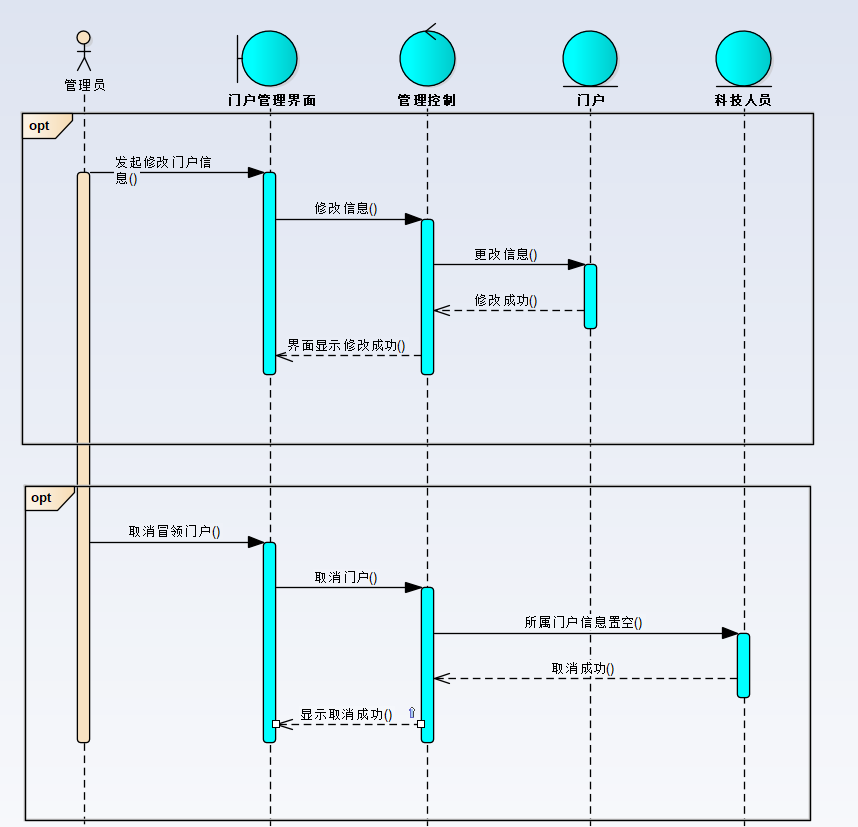 管理员
门户管理界面
管理控制
门户
科技人员
opt
发起修改门户信
息()
修改信息()
更改信息()
修改成功()
界面显示修改成功()
opt
取消冒领门户()
取消门户()
所属门户信息置空()
取消成功()
显示取消成功()